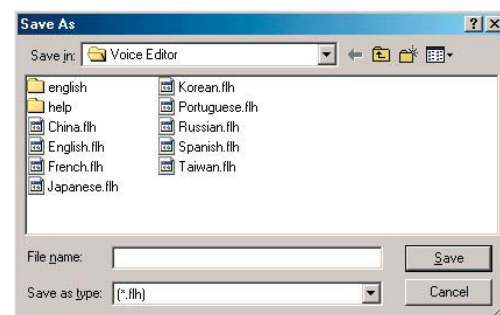 Save As
Save in: Voice Editor
english
help
China.flh
English.flh
French.flh
Japanese.flh
Korean.flh
Portuguese.flh
Russian.flh
Spanish.flh
Taiwan.flh
File name:
Save
Save as type: (*.flh)
Cancel